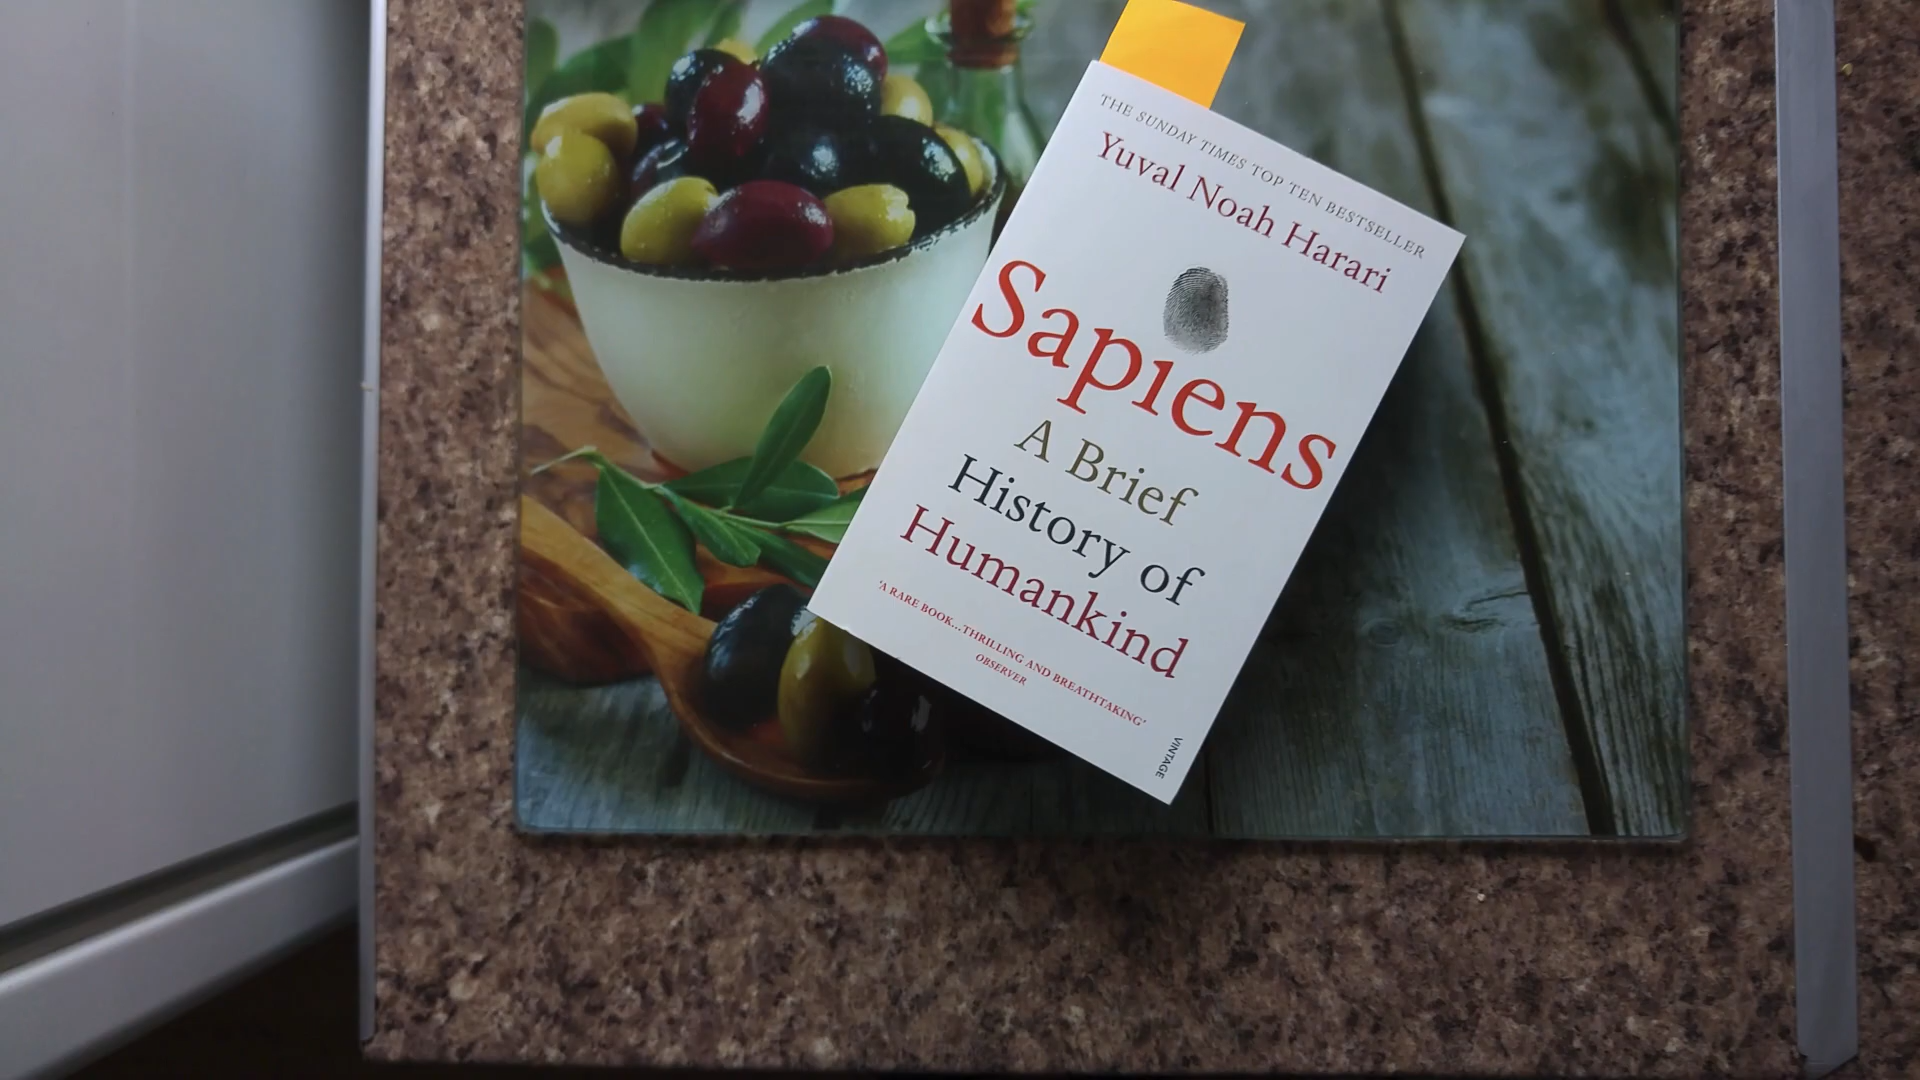 THE SUNDAY TIMES TOP TEN BESTSELLER
Yuval Noah Harari
Sapiens
A Brief
History of
Humankind
'A RARE BOOK...THRILLING AND BREATHTAKING'
OBSERVER
VINTAGE